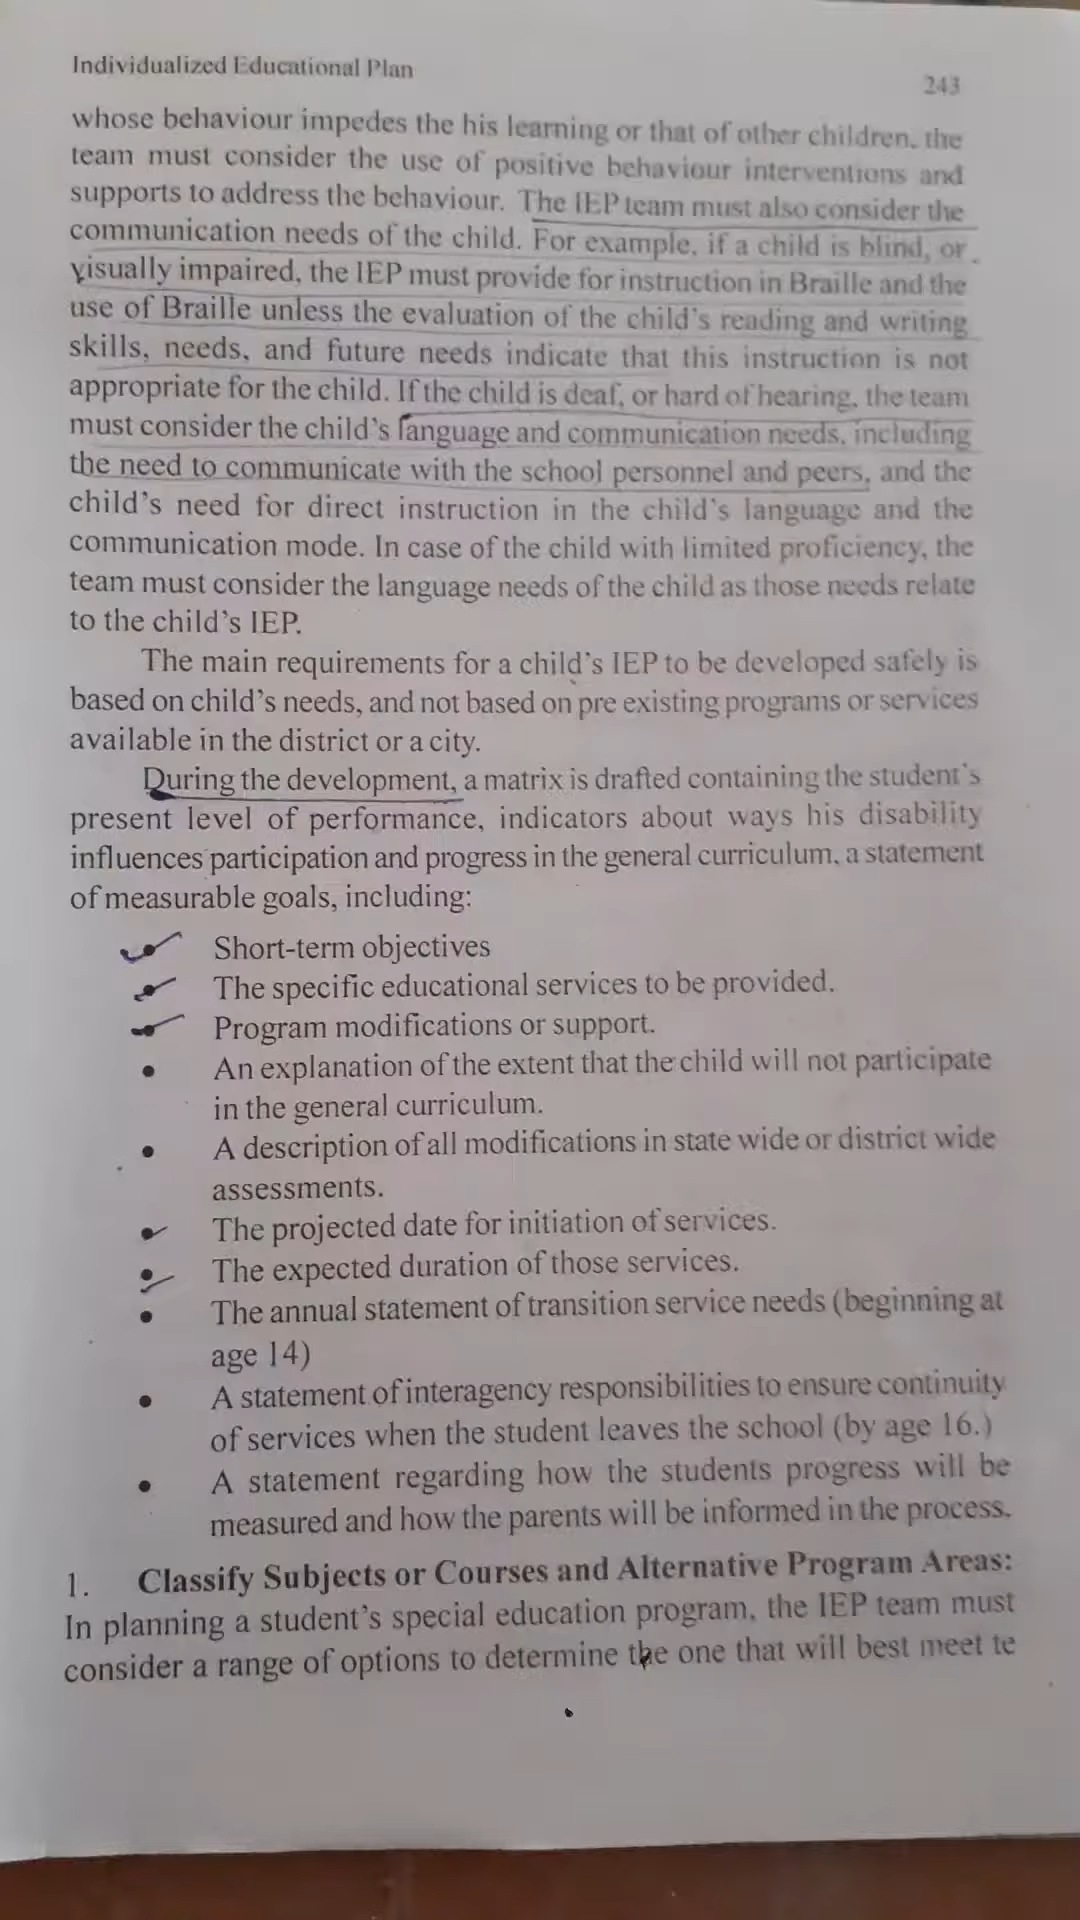 Individualized Educational Plan
243
whose behaviour impedes the his learning or that of other children, the
team must consider the use of positive behaviour interventions and
supports to address the behaviour. The IEP team must also consider the
communication needs of the child. For example, if a child is blind, or
visually impaired, the IEP must provide for instruction in Braille and the
use of Braille unless the evaluation of the child's reading and writing
skills, needs, and future needs indicate that this instruction is not
appropriate for the child. If the child is deaf, or hard of hearing, the team
must consider the child's language and communication needs, including
the need to communicate with the school personnel and peers, and the
child's need for direct instruction in the child's language and the
communication mode. In case of the child with limited proficiency, the
team must consider the language needs of the child as those needs relate
to the child's IEP.
The main requirements for a child's IEP to be developed safely is
based on child's needs, and not based on pre existing programs or services
available in the district or a city.
During the development, a matrix is drafted containing the student's
present level of performance, indicators about ways his disability
influences participation and progress in the general curriculum, a statement
of measurable goals, including:
• Short-term objectives
• The specific educational services to be provided.
• Program modifications or support.
• An explanation of the extent that the child will not participate
in the general curriculum.
• A description of all modifications in state wide or district wide
assessments.
• The projected date for initiation of services.
• The expected duration of those services.
• The annual statement of transition service needs (beginning at
age 14)
• A statement of interagency responsibilities to ensure continuity
of services when the student leaves the school (by age 16.)
• A statement regarding how the students progress will be
measured and how the parents will be informed in the process.
1. Classify Subjects or Courses and Alternative Program Areas:
In planning a student's special education program, the IEP team must
consider a range of options to determine the one that will best meet te